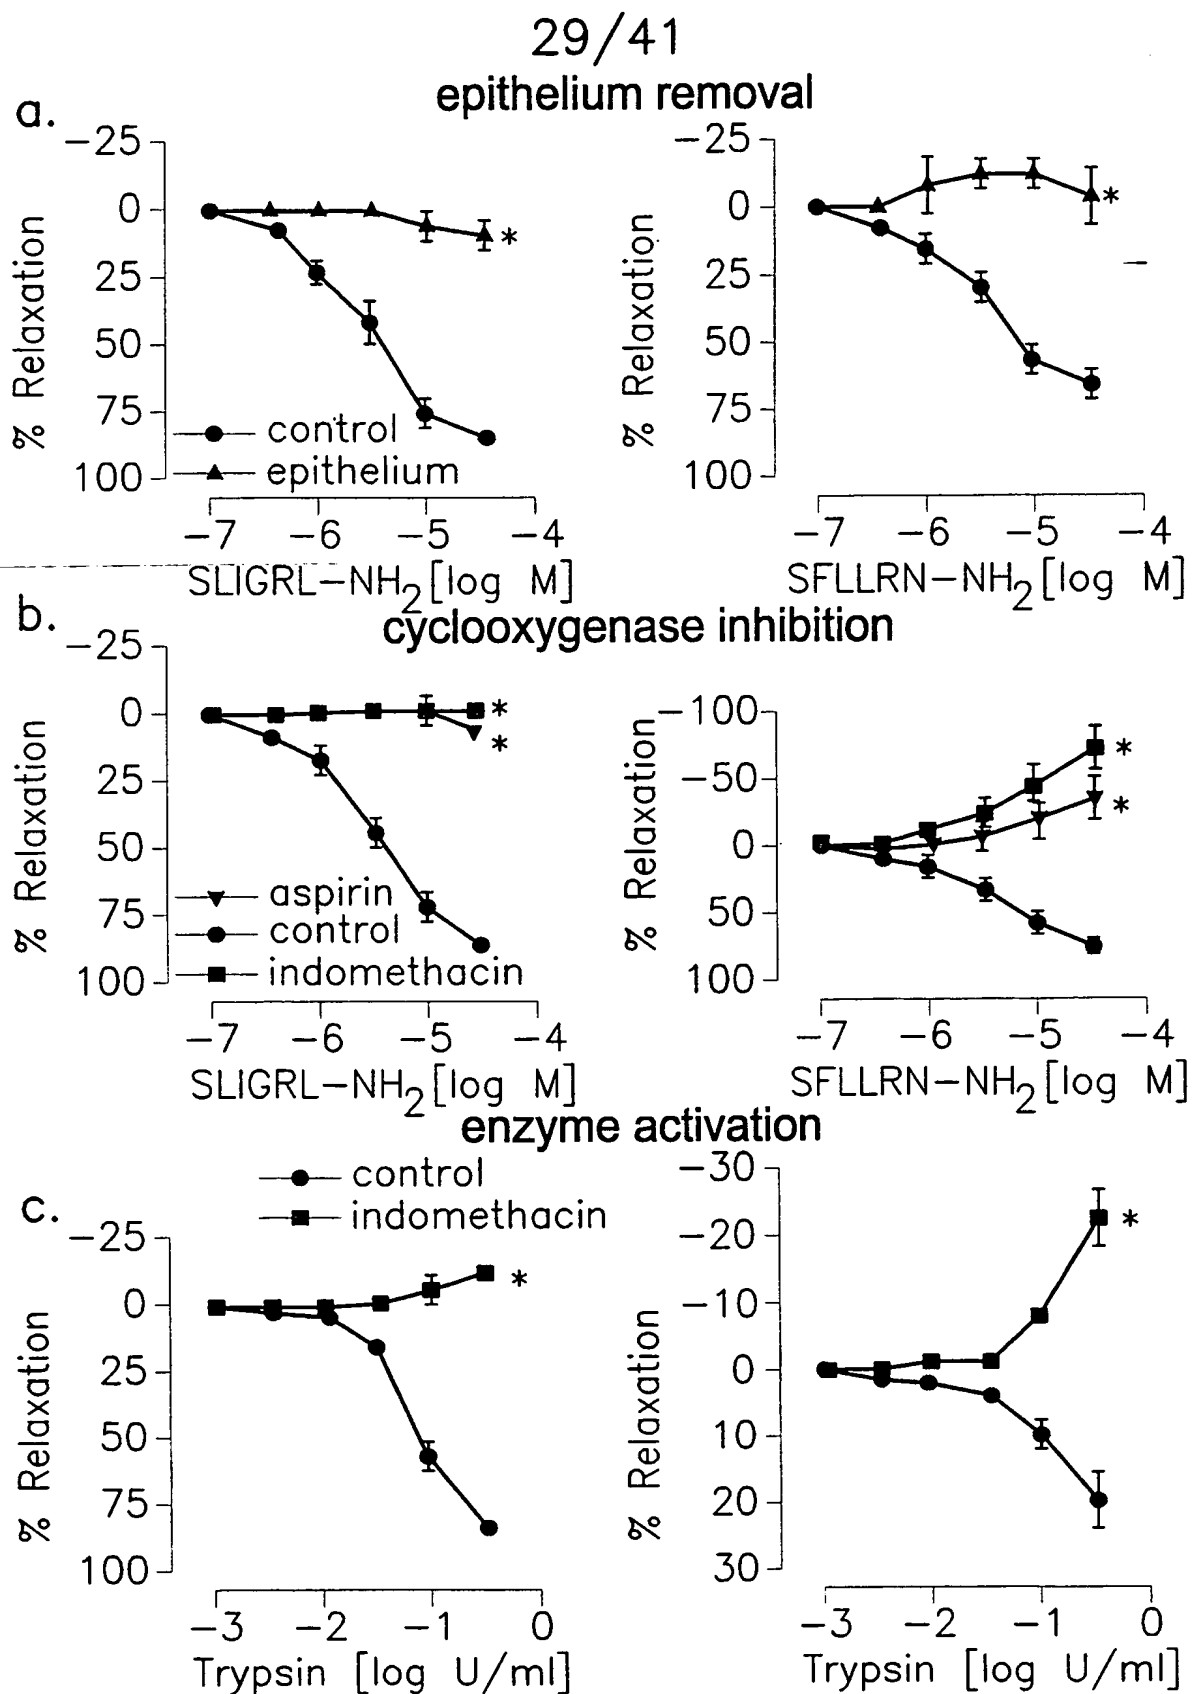 29/41
epithelium removal
a.
-25
0
25
50
75
100
% Relaxation
control
epithelium
-7 -6 -5 -4
SLIGRL-NH2 [log M]
-25
0
25
50
75
100
% Relaxation
-7 -6 -5 -4
SFLLRN-NH2 [log M]
b.
cyclooxygenase inhibition
-25
0
25
50
75
100
% Relaxation
*
*
*
*
aspirin
control
indomethacin
-7 -6 -5 -4
SLIGRL-NH2 [log M]
-100
-50
0
50
100
% Relaxation
*
*
-7 -6 -5 -4
SFLLRN-NH2 [log M]
enzyme activation
c.
control
indomethacin
-25
0
25
50
75
100
% Relaxation
*
-3 -2 -1 0
Trypsin [log U/ml]
-30
-20
-10
0
10
20
30
% Relaxation
*
-3 -2 -1 0
Trypsin [log U/ml]